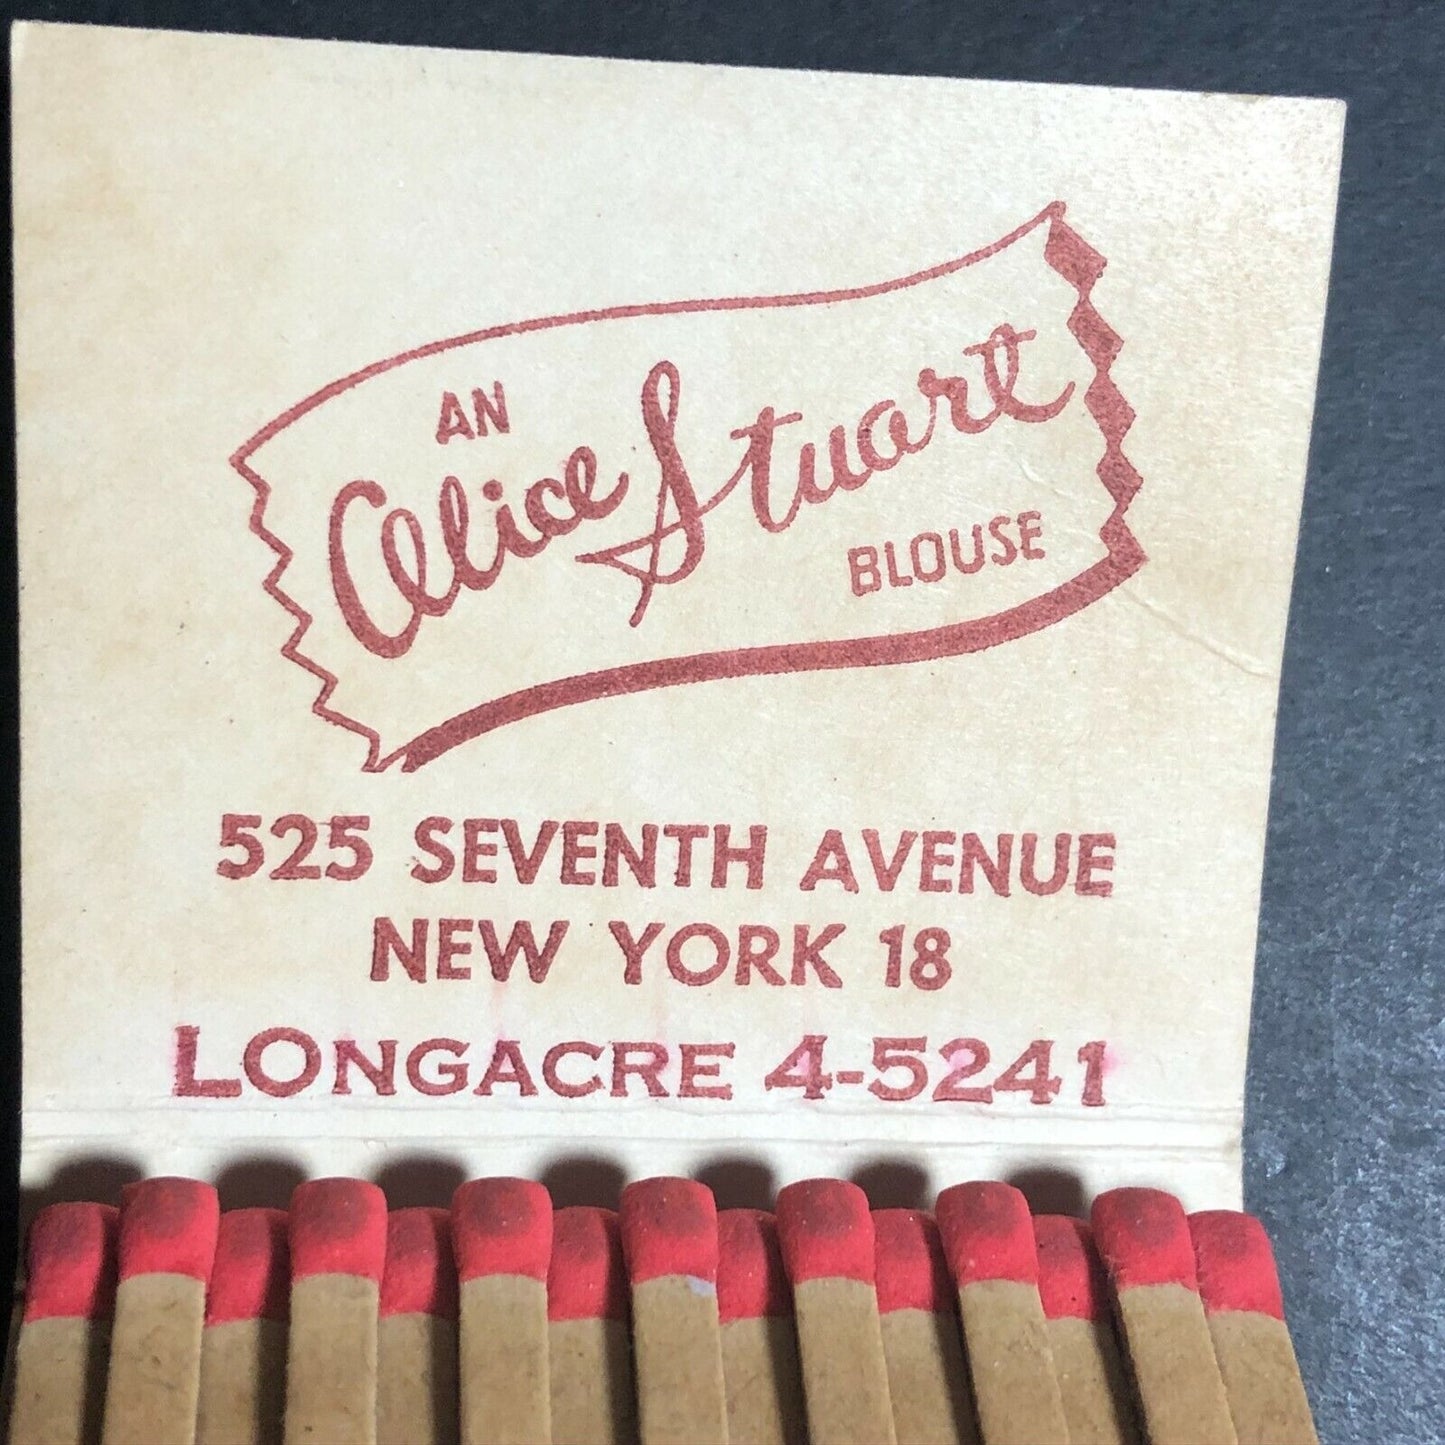 AN
Alice Stuart
BLOUSE
525 SEVENTH AVENUE
NEW YORK 18
LONGACRE 4-5241